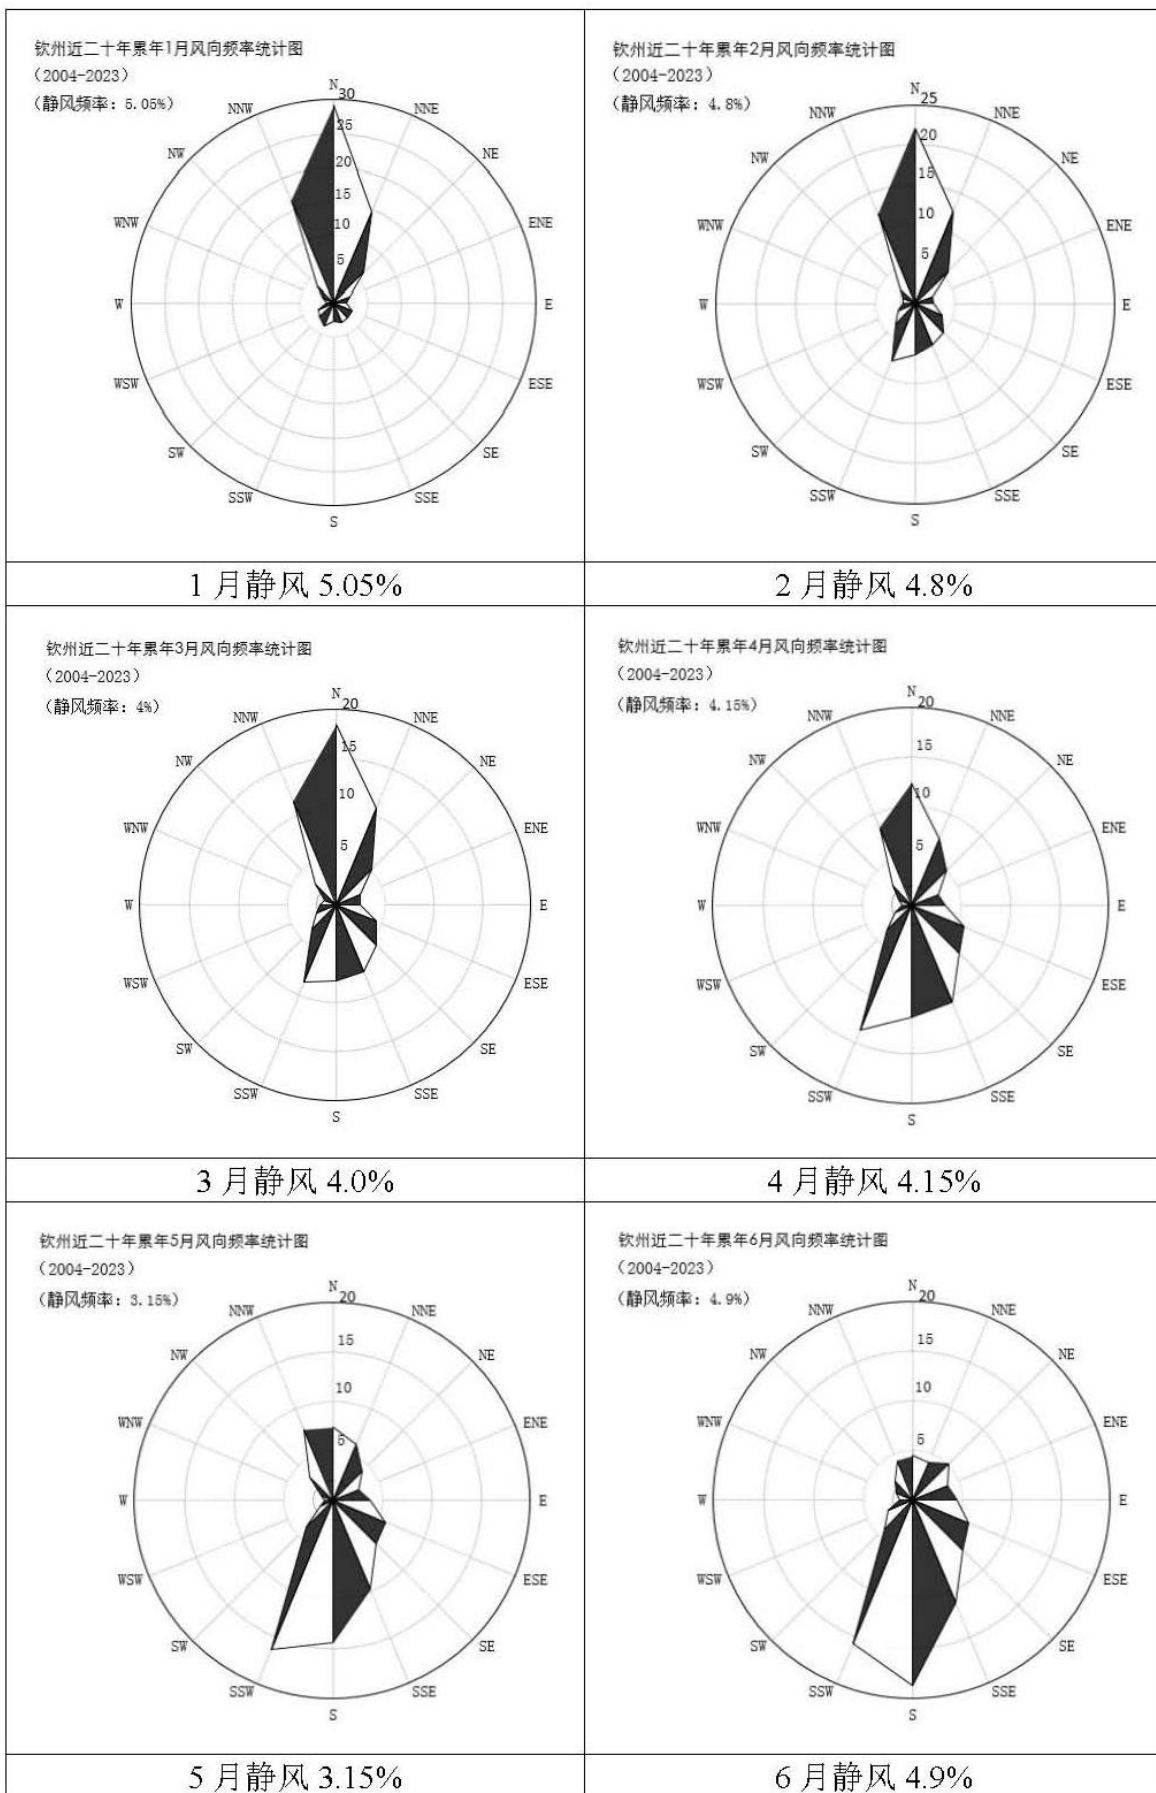 钦州近二十年累年1月风向频率统计图
（2004-2023）
（静风频率：5.05%）
N
30
NNE
NE
ENE
E
ESE
SE
SSE
S
SSW
SW
WSW
W
WNW
NW
NNW
25
20
15
10
5
1月静风 5.05%
钦州近二十年累年2月风向频率统计图
（2004-2023）
（静风频率：4.8%）
N
25
NNE
NE
ENE
E
ESE
SE
SSE
S
SSW
SW
WSW
W
WNW
NW
NNW
20
15
10
5
2月静风 4.8%
钦州近二十年累年3月风向频率统计图
（2004-2023）
（静风频率：4%）
N
20
NNE
NE
ENE
E
ESE
SE
SSE
S
SSW
SW
WSW
W
WNW
NW
NNW
15
10
5
3月静风 4.0%
钦州近二十年累年4月风向频率统计图
（2004-2023）
（静风频率：4.15%）
N
20
NNE
NE
ENE
E
ESE
SE
SSE
S
SSW
SW
WSW
W
WNW
NW
NNW
15
10
5
4月静风 4.15%
钦州近二十年累年5月风向频率统计图
（2004-2023）
（静风频率：3.15%）
N
20
NNE
NE
ENE
E
ESE
SE
SSE
S
SSW
SW
WSW
W
WNW
NW
NNW
15
10
5
5月静风 3.15%
钦州近二十年累年6月风向频率统计图
（2004-2023）
（静风频率：4.9%）
N
20
NNE
NE
ENE
E
ESE
SE
SSE
S
SSW
SW
WSW
W
WNW
NW
NNW
15
10
5
6月静风 4.9%